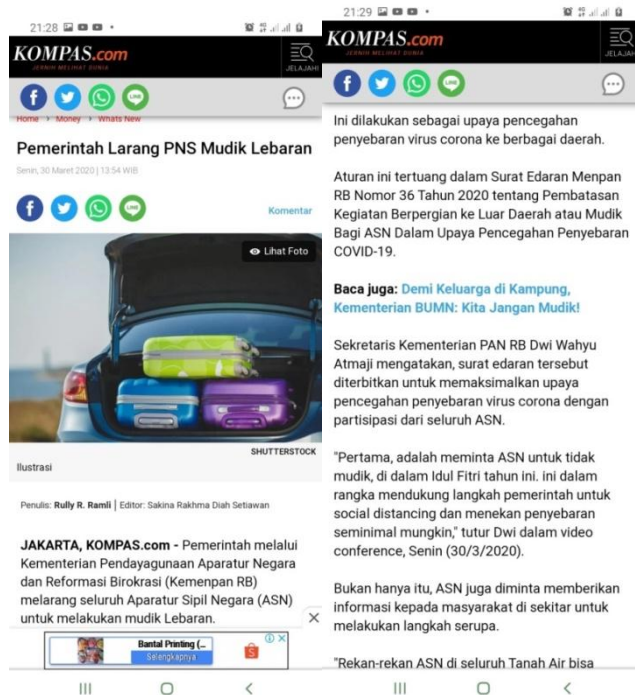 21:28
KOMPAS.com
JERNIH MELIHAT DUNIA
JELAJAHI
LINE
Home > Money > Whats New
Pemerintah Larang PNS Mudik Lebaran
Senin, 30 Maret 2020 | 13:54 WIB
LINE
Komentar
Lihat Foto
SHUTTERSTOCK
Ilustrasi
Penulis: Rully R. Ramli | Editor: Sakina Rakhma Diah Setiawan
JAKARTA, KOMPAS.com - Pemerintah melalui
Kementerian Pendayagunaan Aparatur Negara
dan Reformasi Birokrasi (Kemenpan RB)
melarang seluruh Aparatur Sipil Negara (ASN)
untuk melakukan mudik Lebaran.
Bantal Printing (...
Selengkapnya
21:29
KOMPAS.com
JERNIH MELIHAT DUNIA
JELAJAH
LINE
Ini dilakukan sebagai upaya pencegahan
penyebaran virus corona ke berbagai daerah.
Aturan ini tertuang dalam Surat Edaran Menpan
RB Nomor 36 Tahun 2020 tentang Pembatasan
Kegiatan Berpergian ke Luar Daerah atau Mudik
Bagi ASN Dalam Upaya Pencegahan Penyebaran
COVID-19.
Baca juga: Demi Keluarga di Kampung,
Kementerian BUMN: Kita Jangan Mudik!
Sekretaris Kementerian PAN RB Dwi Wahyu
Atmaji mengatakan, surat edaran tersebut
diterbitkan untuk memaksimalkan upaya
pencegahan penyebaran virus corona dengan
partisipasi dari seluruh ASN.
"Pertama, adalah meminta ASN untuk tidak
mudik, di dalam Idul Fitri tahun ini. ini dalam
rangka mendukung langkah pemerintah untuk
social distancing dan menekan penyebaran
seminimal mungkin," tutur Dwi dalam video
conference, Senin (30/3/2020).
Bukan hanya itu, ASN juga diminta memberikan
informasi kepada masyarakat di sekitar untuk
melakukan langkah serupa.
"Rekan-rekan ASN di seluruh Tanah Air bisa